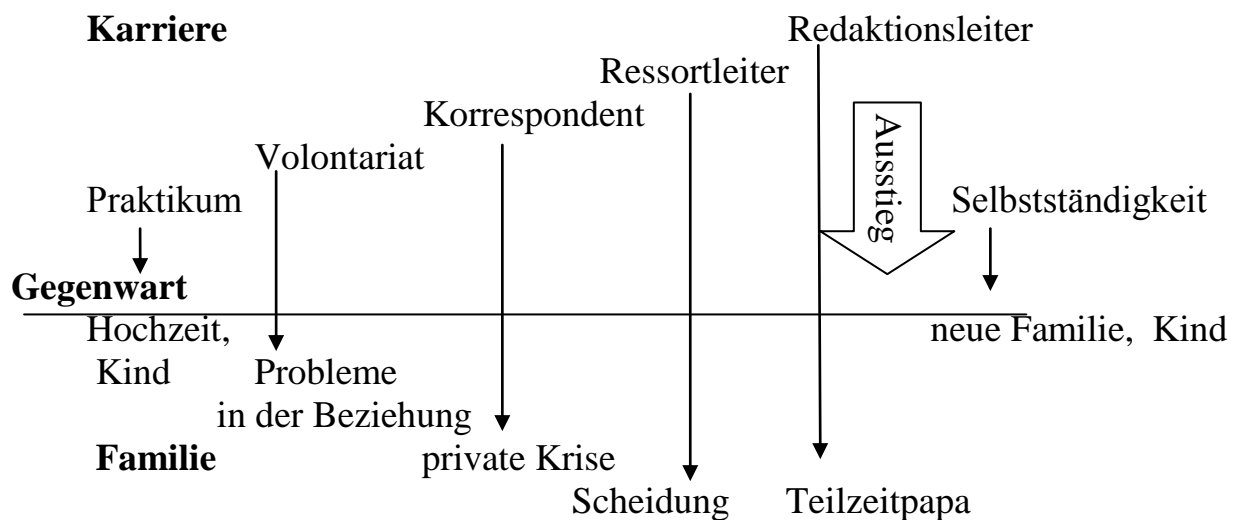 Karriere
Redaktionsleiter
Ressortleiter
Korrespondent
Volontariat
Ausstieg
Praktikum
Selbstständigkeit
Gegenwart
Hochzeit,
Kind
neue Familie, Kind
Probleme
in der Beziehung
Familie
private Krise
Scheidung
Teilzeitpapa